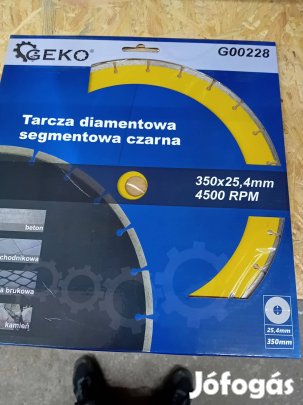 GEKO
G00228
Tarcza diamentowa
segmentowa czarna
350x25,4mm
4500 RPM
beton
chodnikowa
a brukowa
kamień
25,4mm
350mm
Jófogás